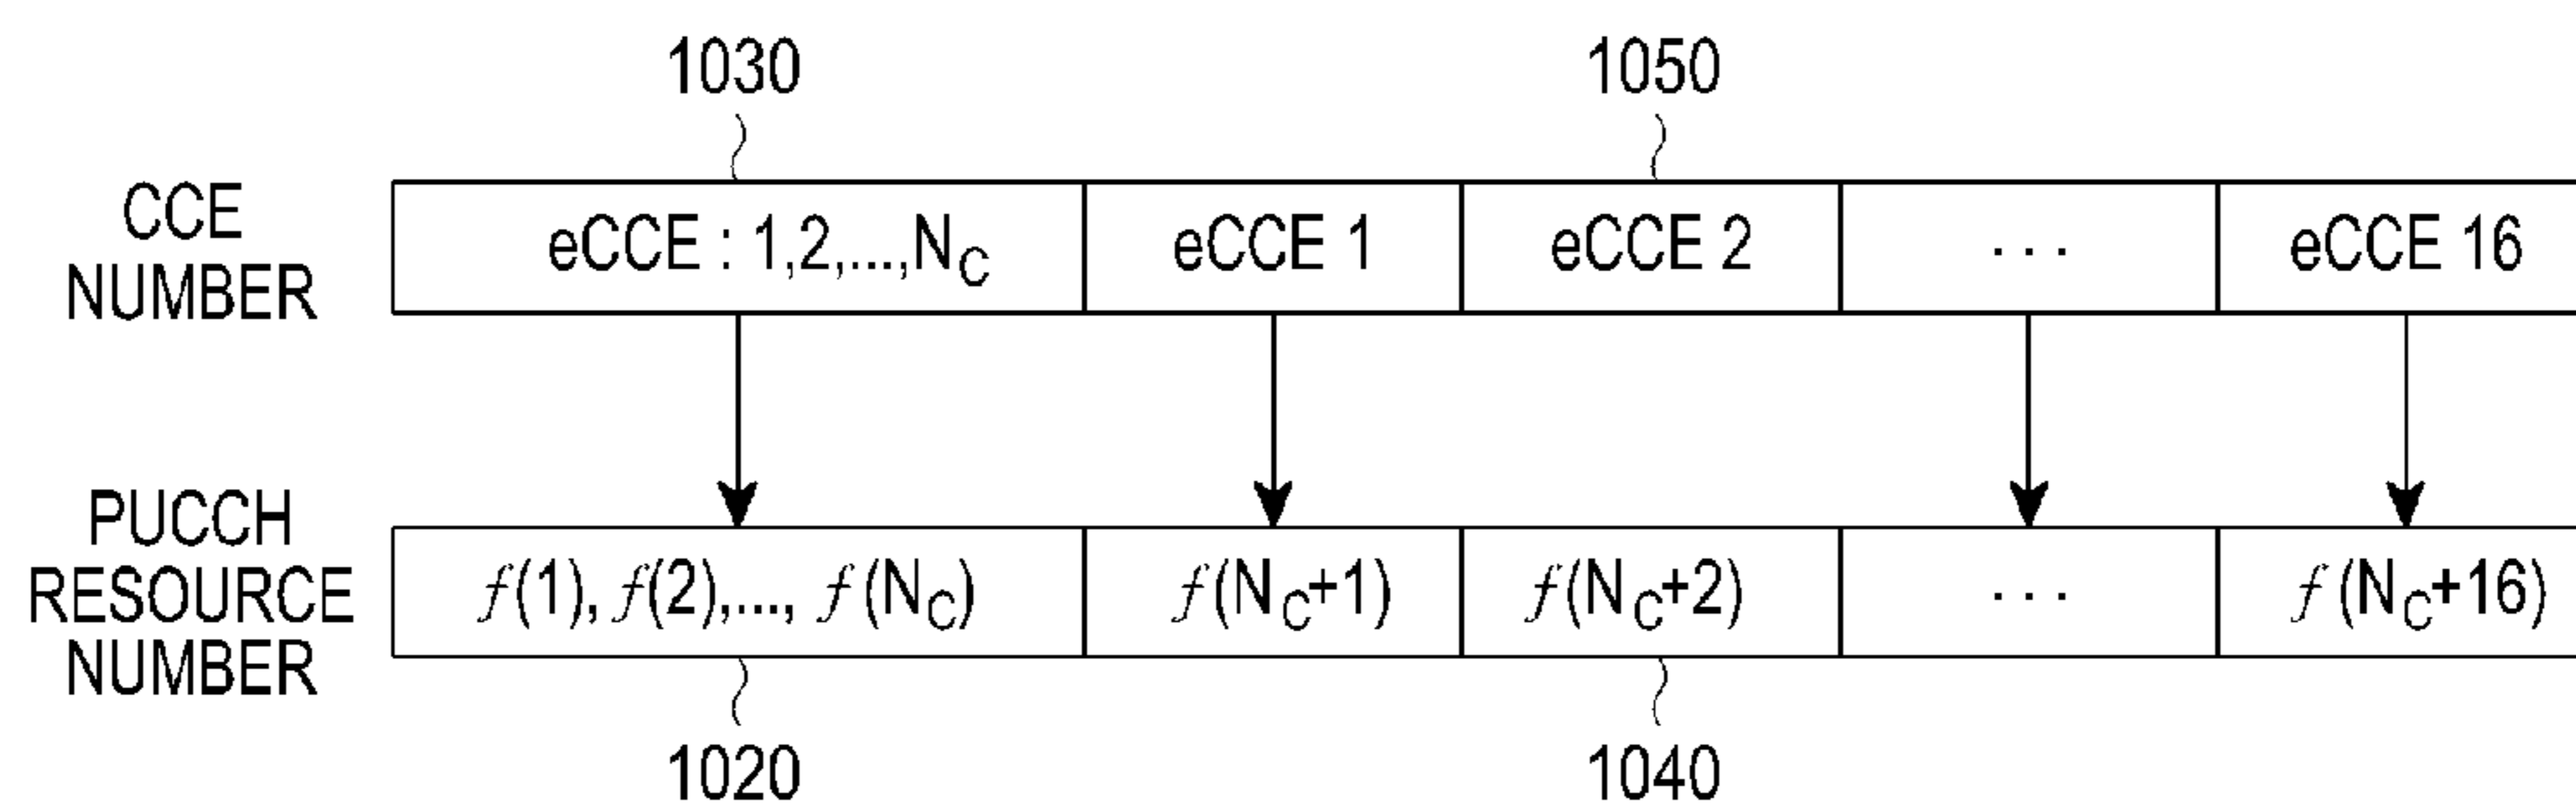 1030 1050
CCE NUMBER
eCCE : 1,2,...,NC eCCE 1 eCCE 2 ... eCCE 16
PUCCH RESOURCE NUMBER
f(1), f(2),..., f(NC) f(NC+1) f(NC+2) ... f(NC+16)
1020 1040